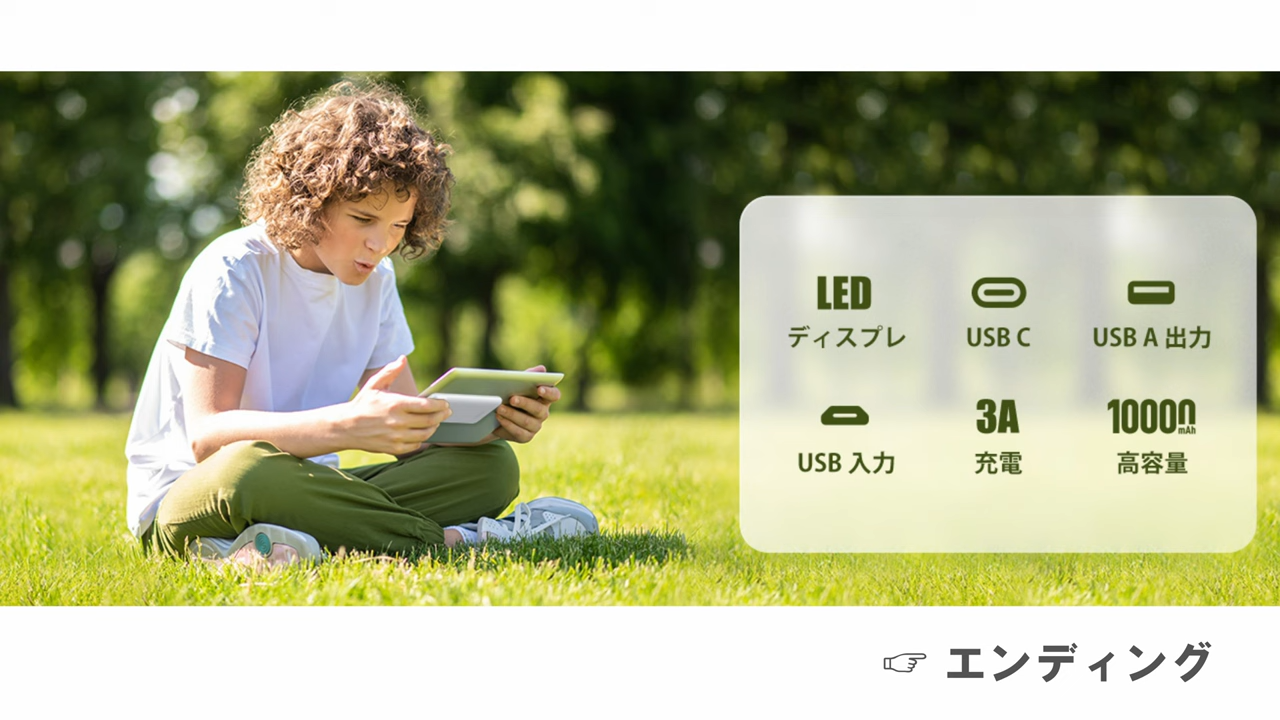 LED
ディスプレ
USB C
USB A 出力
USB 入力
3A
充電
10000mAh
高容量
☞ エンディング